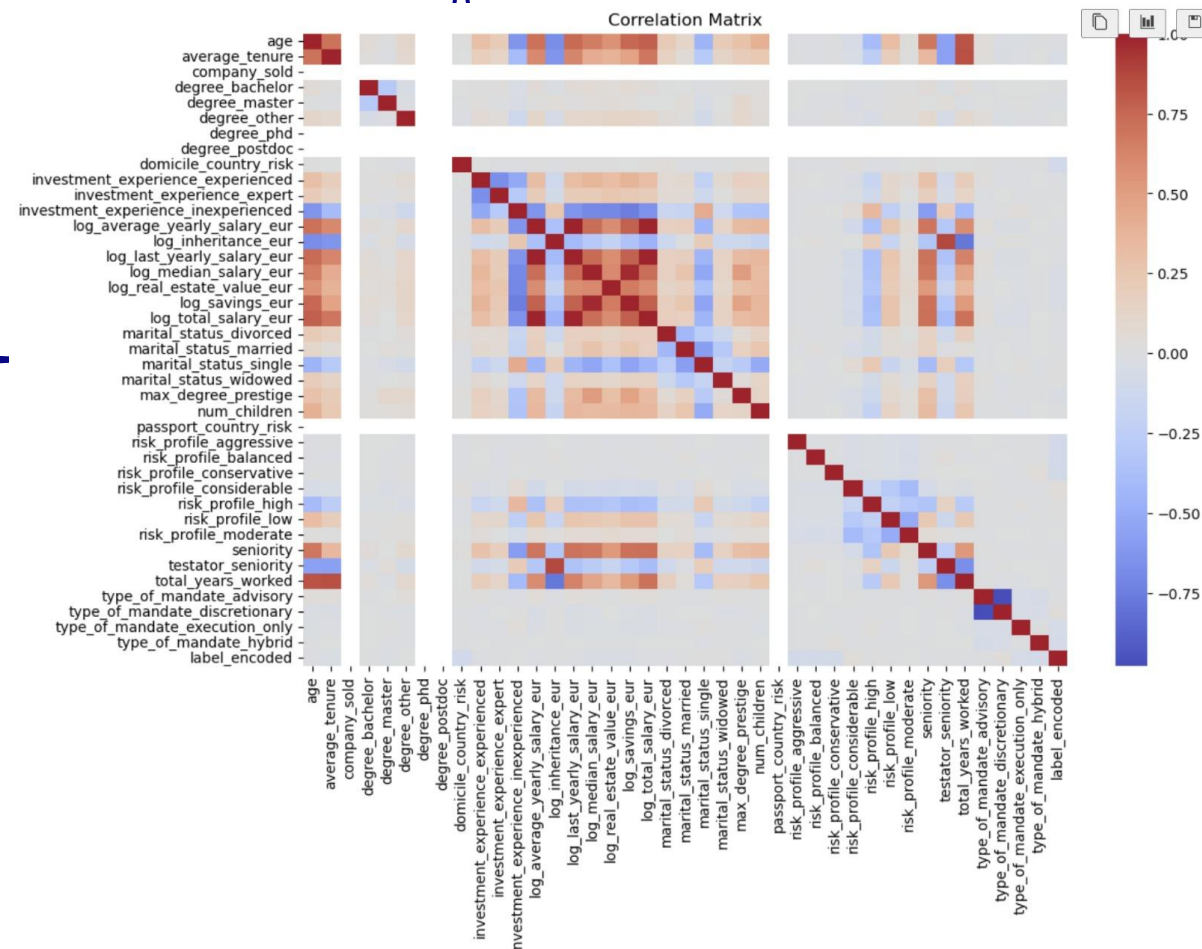 Correlation Matrix
age
average_tenure
company_sold
degree_bachelor
degree_master
degree_other
degree_phd
degree_postdoc
domicile_country_risk
investment_experience_experienced
investment_experience_expert
investment_experience_inexperienced
log_average_yearly_salary_eur
log_inheritance_eur
log_last_yearly_salary_eur
log_median_salary_eur
log_real_estate_value_eur
log_savings_eur
log_total_salary_eur
marital_status_divorced
marital_status_married
marital_status_single
marital_status_widowed
max_degree_prestige
num_children
passport_country_risk
risk_profile_aggressive
risk_profile_balanced
risk_profile_conservative
risk_profile_considerable
risk_profile_high
risk_profile_low
risk_profile_moderate
seniority
testator_seniority
total_years_worked
type_of_mandate_advisory
type_of_mandate_discretionary
type_of_mandate_execution_only
type_of_mandate_hybrid
label_encoded
age
average_tenure
company_sold
degree_bachelor
degree_master
degree_other
degree_phd
degree_postdoc
domicile_country_risk
investment_experience_experienced
investment_experience_expert
nvestment_experience_inexperienced
log_average_yearly_salary_eur
log_inheritance_eur
log_last_yearly_salary_eur
log_median_salary_eur
log_real_estate_value_eur
log_savings_eur
log_total_salary_eur
marital_status_divorced
marital_status_married
marital_status_single
marital_status_widowed
max_degree_prestige
num_children
passport_country_risk
risk_profile_aggressive
risk_profile_balanced
risk_profile_conservative
risk_profile_considerable
risk_profile_high
risk_profile_low
risk_profile_moderate
seniority
testator_seniority
total_years_worked
type_of_mandate_advisory
type_of_mandate_discretionary
type_of_mandate_execution_only
type_of_mandate_hybrid
label_encoded
1.00
0.75
0.50
0.25
0.00
−0.25
−0.50
−0.75